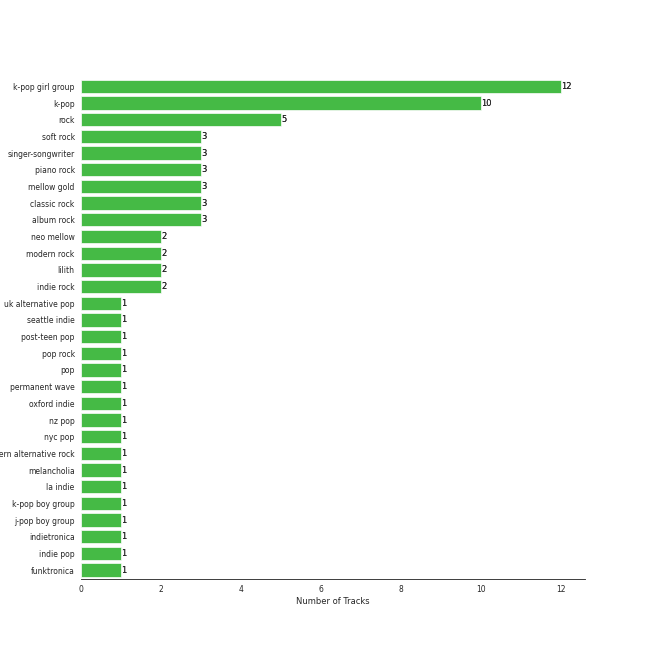 k-pop girl group 12
k-pop 10
rock 5
soft rock 3
singer-songwriter 3
piano rock 3
mellow gold 3
classic rock 3
album rock 3
neo mellow 2
modern rock 2
lilith 2
indie rock 2
uk alternative pop 1
seattle indie 1
post-teen pop 1
pop rock 1
pop 1
permanent wave 1
oxford indie 1
nz pop 1
nyc pop 1
ern alternative rock 1
melancholia 1
la indie 1
k-pop boy group 1
j-pop boy group 1
indietronica 1
indie pop 1
funktronica 1
0 2 4 6 8 10 12
Number of Tracks